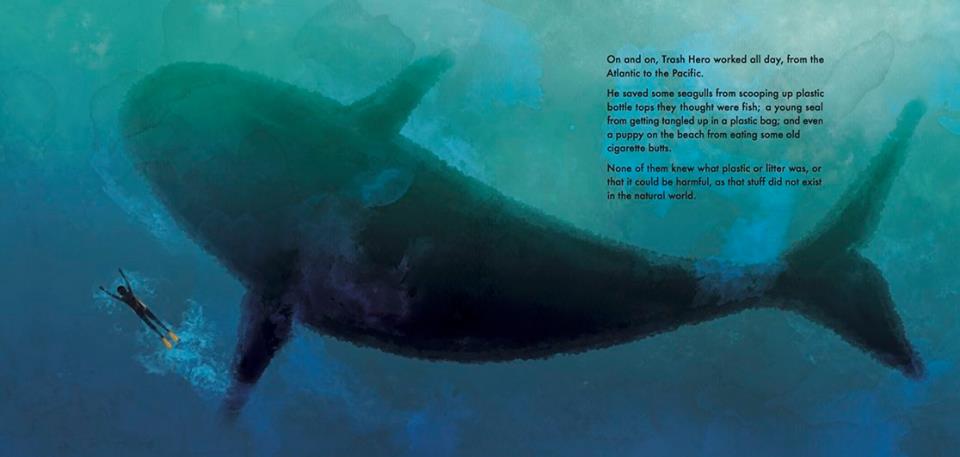 On and on, Trash Hero worked all day, from the
Atlantic to the Pacific.
He saved some seagulls from scooping up plastic
bottle tops they thought were fish; a young seal
from getting tangled up in a plastic bag; and even
a puppy on the beach from eating some old
cigarette butts.
None of them knew what plastic or litter was, or
that it could be harmful, as that stuff did not exist
in the natural world.